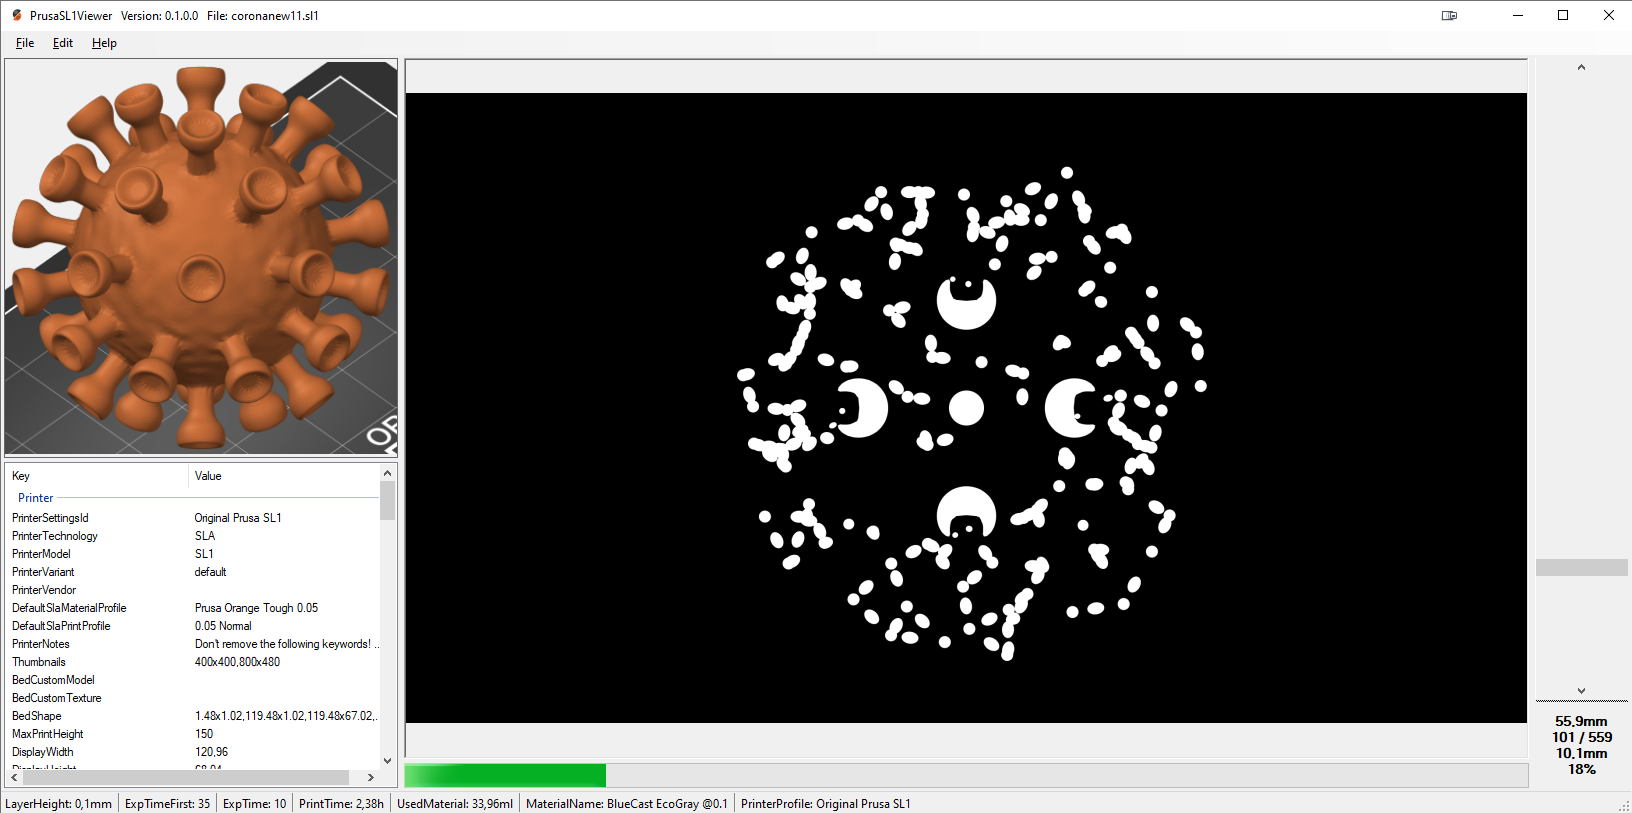 PrusaSL1Viewer Version: 0.1.0.0 File: coronanew11.sl1
File Edit Help
Key Value
Printer
PrinterSettingsId Original Prusa SL1
PrinterTechnology SLA
PrinterModel SL1
PrinterVariant default
PrinterVendor
DefaultSlaMaterialProfile Prusa Orange Tough 0.05
DefaultSlaPrintProfile 0.05 Normal
PrinterNotes Don't remove the following keywords! ..
Thumbnails 400x400,800x480
BedCustomModel
BedCustomTexture
BedShape 1.48x1.02,119.48x1.02,119.48x67.02,.
MaxPrintHeight 150
DisplayWidth 120,96
55,9mm
101 / 559
10,1mm
18%
LayerHeight: 0,1mm ExpTimeFirst: 35 ExpTime: 10 PrintTime: 2,38h UsedMaterial: 33,96ml MaterialName: BlueCast EcoGray @0.1 PrinterProfile: Original Prusa SL1